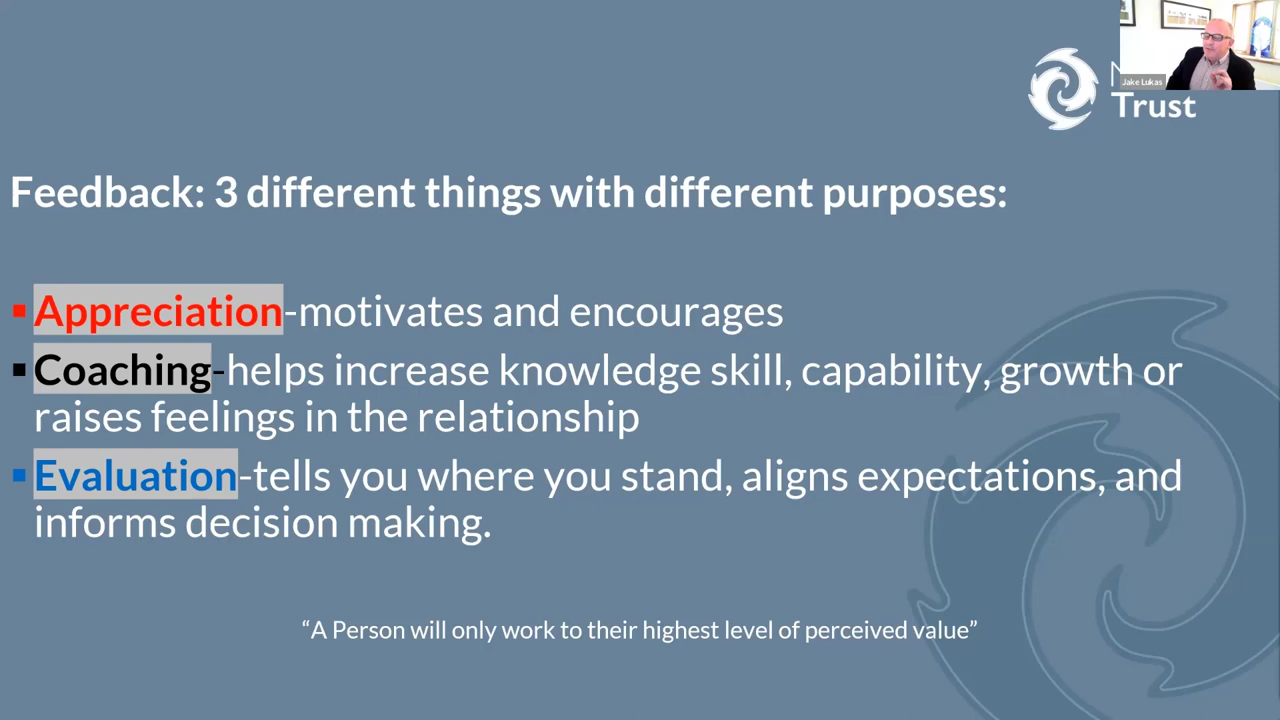 Jake Lukas
Trust
Feedback: 3 different things with different purposes:
▪Appreciation-motivates and encourages
▪Coaching-helps increase knowledge skill, capability, growth or
raises feelings in the relationship
▪Evaluation-tells you where you stand, aligns expectations, and
informs decision making.
“A Person will only work to their highest level of perceived value”